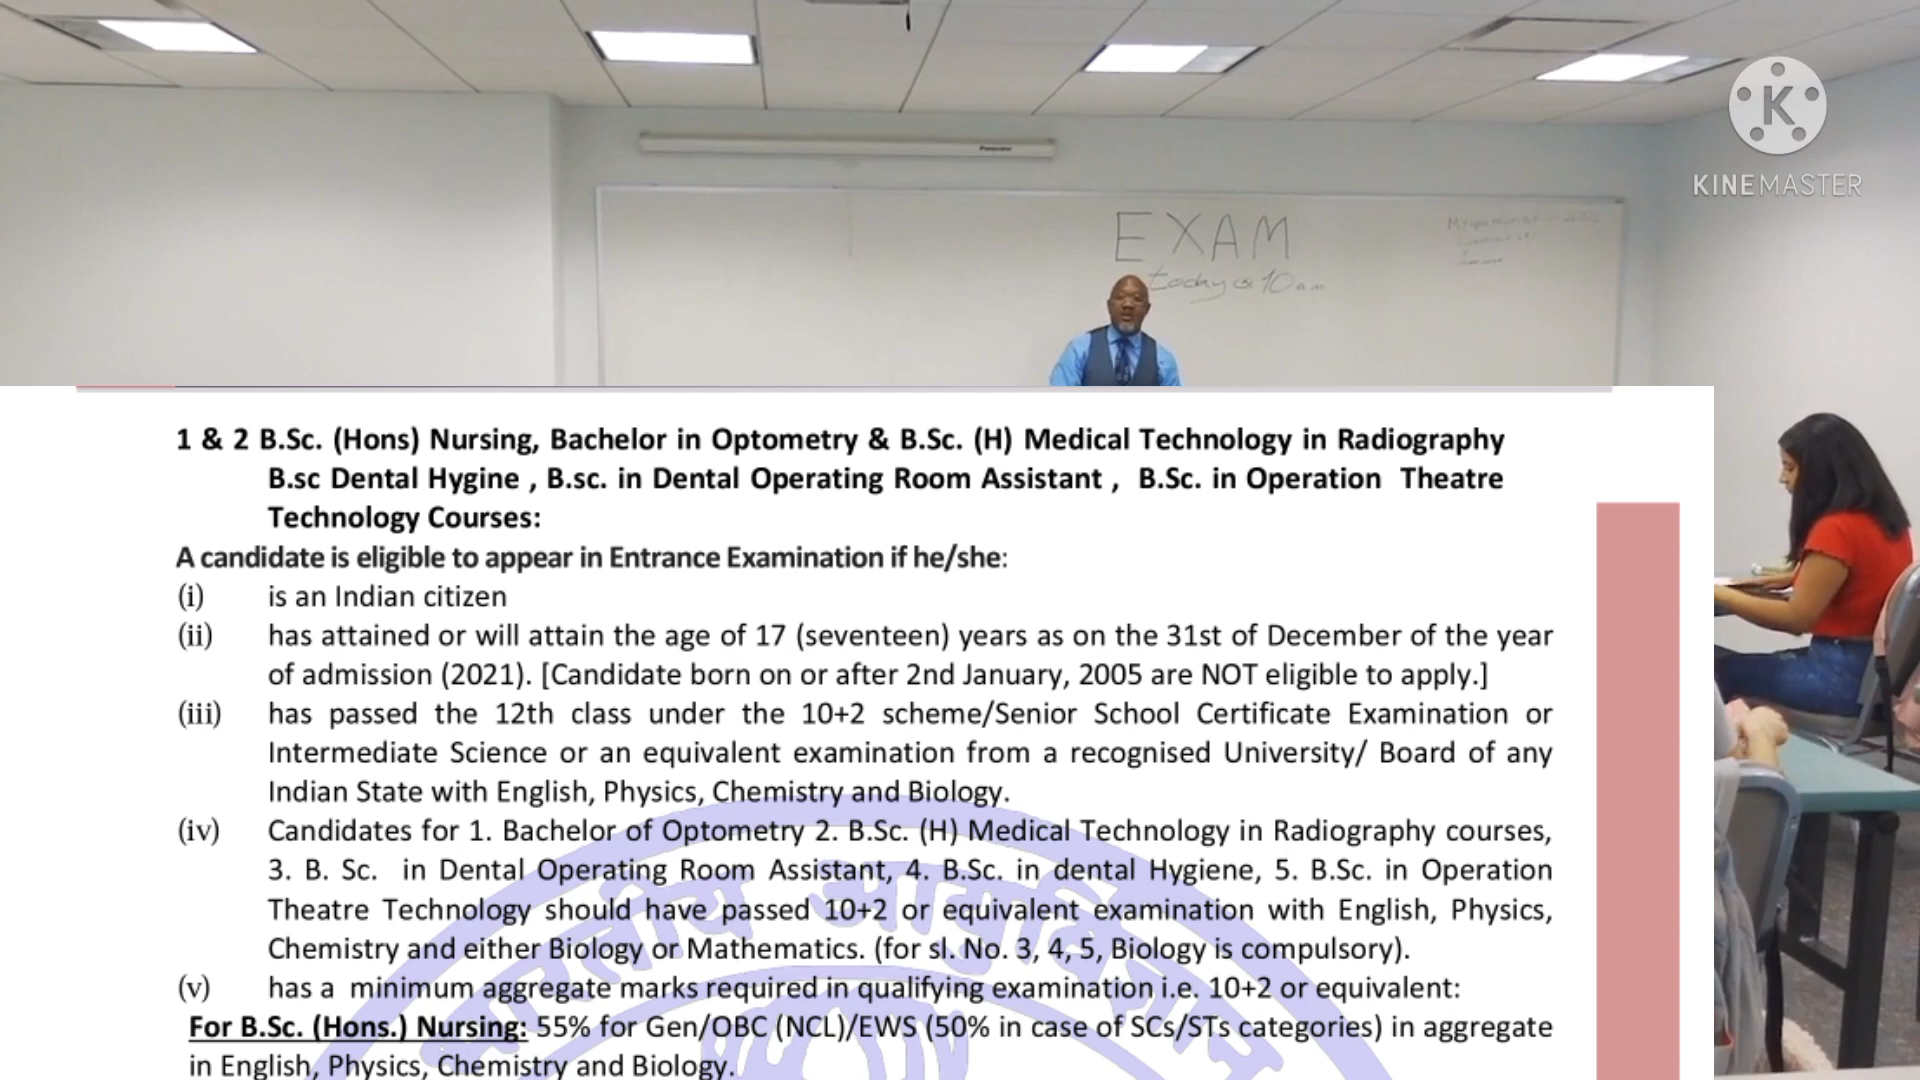 KINEMASTER
Panasonic
EXAM
today @ 10 am
1 & 2 B.Sc. (Hons) Nursing, Bachelor in Optometry & B.Sc. (H) Medical Technology in Radiography
B.sc Dental Hygine , B.sc. in Dental Operating Room Assistant , B.Sc. in Operation Theatre
Technology Courses:
A candidate is eligible to appear in Entrance Examination if he/she:
(i) is an Indian citizen
(ii) has attained or will attain the age of 17 (seventeen) years as on the 31st of December of the year
of admission (2021). [Candidate born on or after 2nd January, 2005 are NOT eligible to apply.]
(iii) has passed the 12th class under the 10+2 scheme/Senior School Certificate Examination or
Intermediate Science or an equivalent examination from a recognised University/ Board of any
Indian State with English, Physics, Chemistry and Biology.
(iv) Candidates for 1. Bachelor of Optometry 2. B.Sc. (H) Medical Technology in Radiography courses,
3. B. Sc. in Dental Operating Room Assistant, 4. B.Sc. in dental Hygiene, 5. B.Sc. in Operation
Theatre Technology should have passed 10+2 or equivalent examination with English, Physics,
Chemistry and either Biology or Mathematics. (for sl. No. 3, 4, 5, Biology is compulsory).
(v) has a minimum aggregate marks required in qualifying examination i.e. 10+2 or equivalent:
For B.Sc. (Hons.) Nursing: 55% for Gen/OBC (NCL)/EWS (50% in case of SCs/STs categories) in aggregate
in English, Physics, Chemistry and Biology.